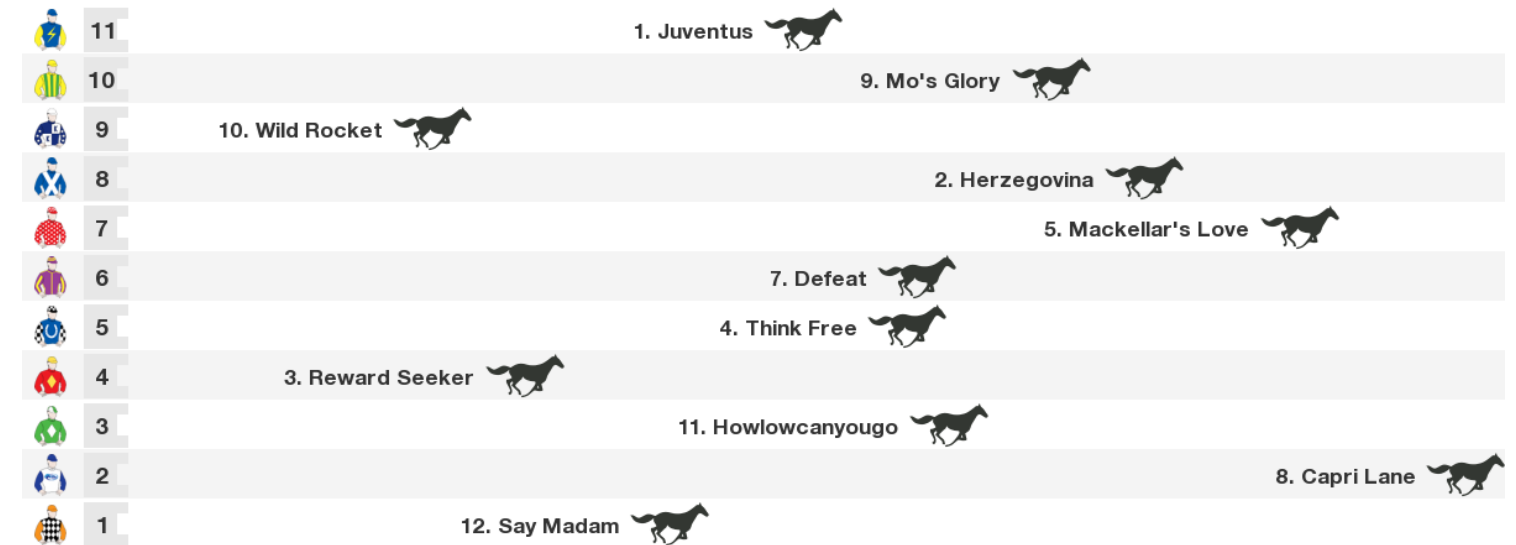 11 1. Juventus
10 9. Mo's Glory
9 10. Wild Rocket
8 2. Herzegovina
7 5. Mackellar's Love
6 7. Defeat
5 4. Think Free
4 3. Reward Seeker
3 11. Howlowcanyougo
2 8. Capri Lane
1 12. Say Madam